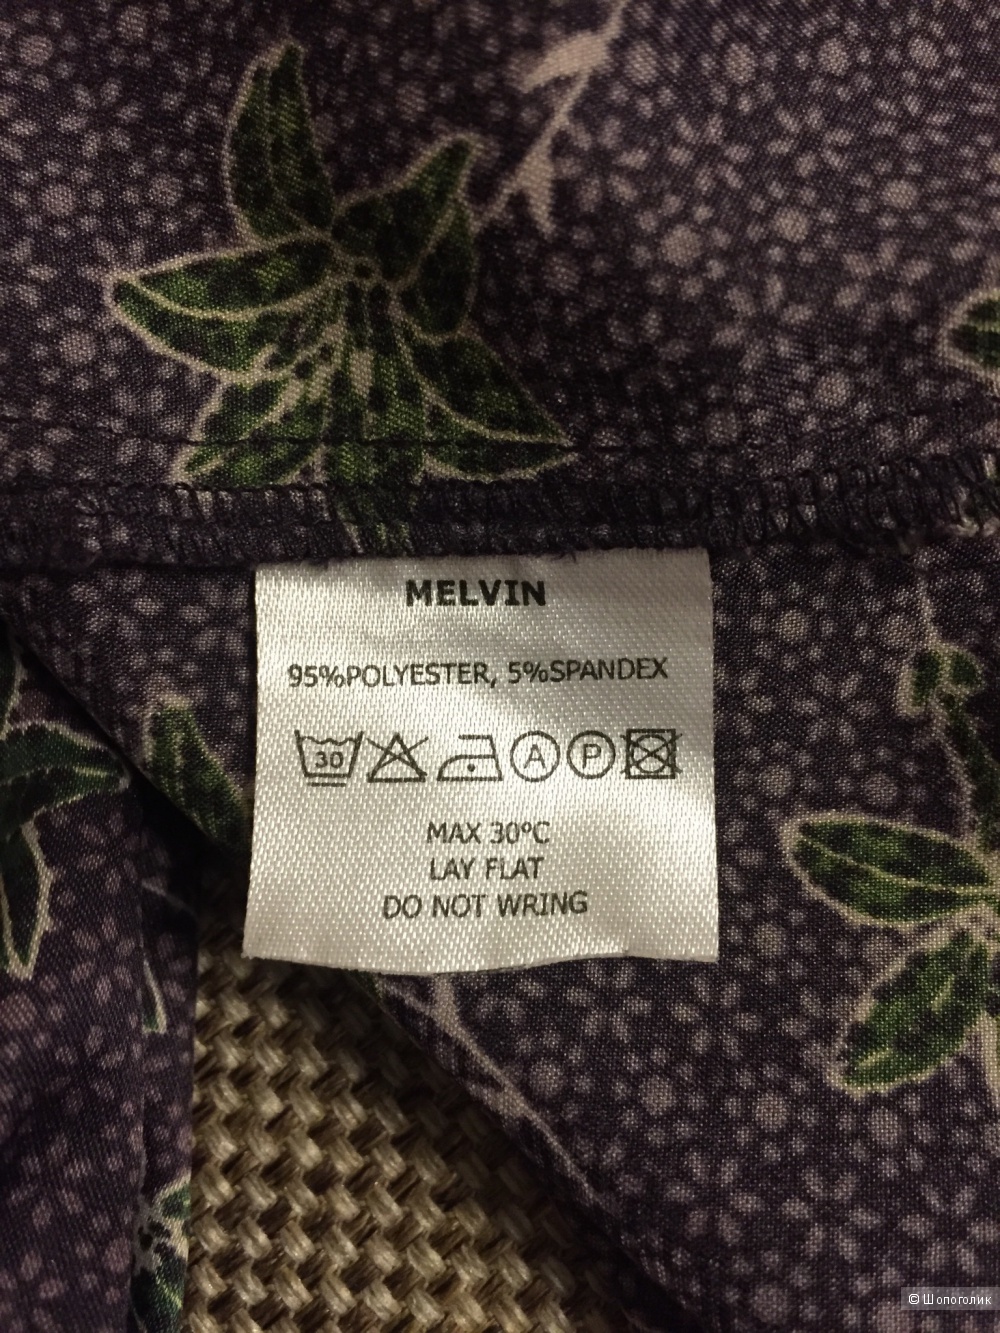 MELVIN
95%POLYESTER, 5%SPANDEX
30 A P
MAX 30°C
LAY FLAT
DO NOT WRING
© Шопоголик